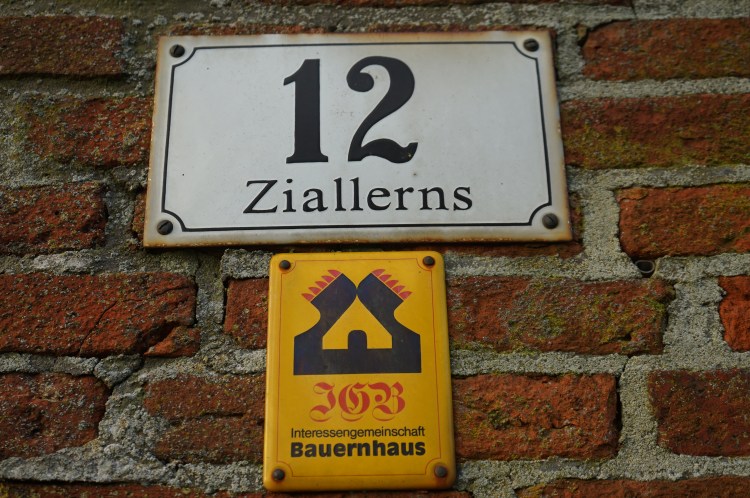 12
Ziallerns
IGB
Interessengemeinschaft
Bauernhaus